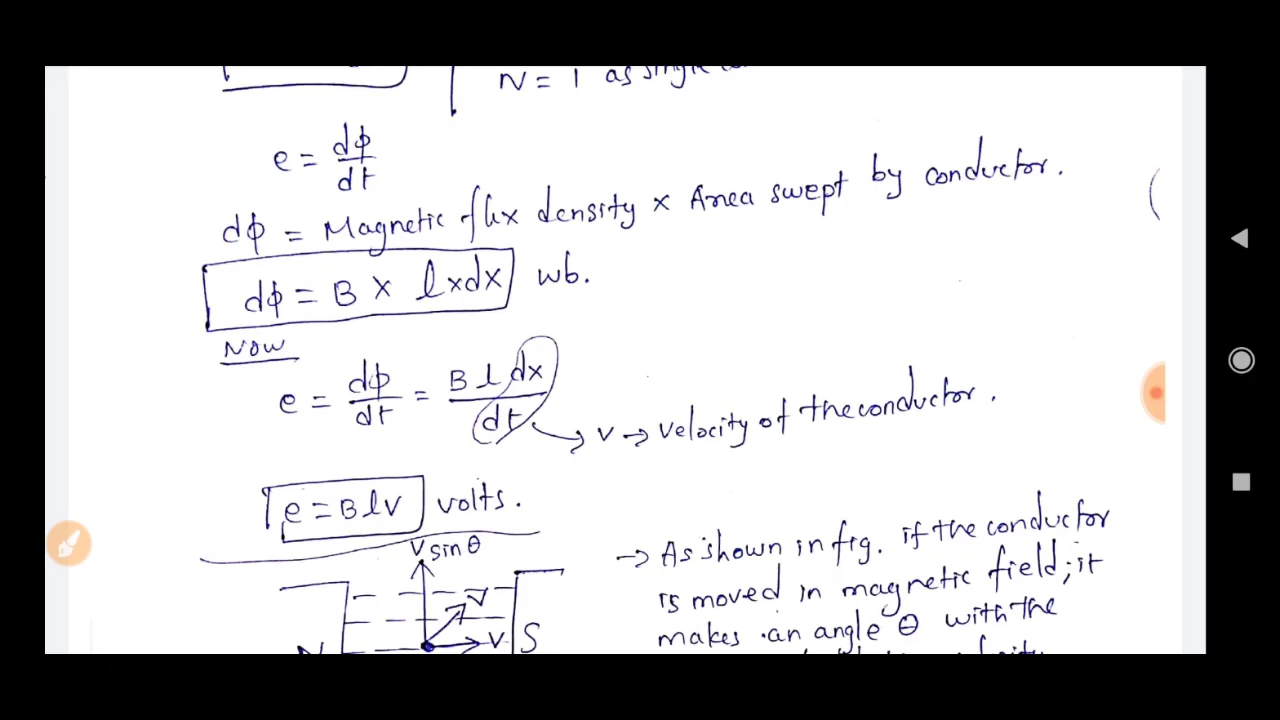 N = 1 as single
e = dϕ/dt
dϕ = Magnetic flux density × Area swept by conductor.
dϕ = B × l×dx wb.
Now
e = dϕ/dt = B l dx/dt
→ v → velocity of the conductor.
e = Blv volts.
v sin θ
→ As shown in fig. if the conductor
is moved in magnetic field; it
makes an angle θ with the
v
v
N
S